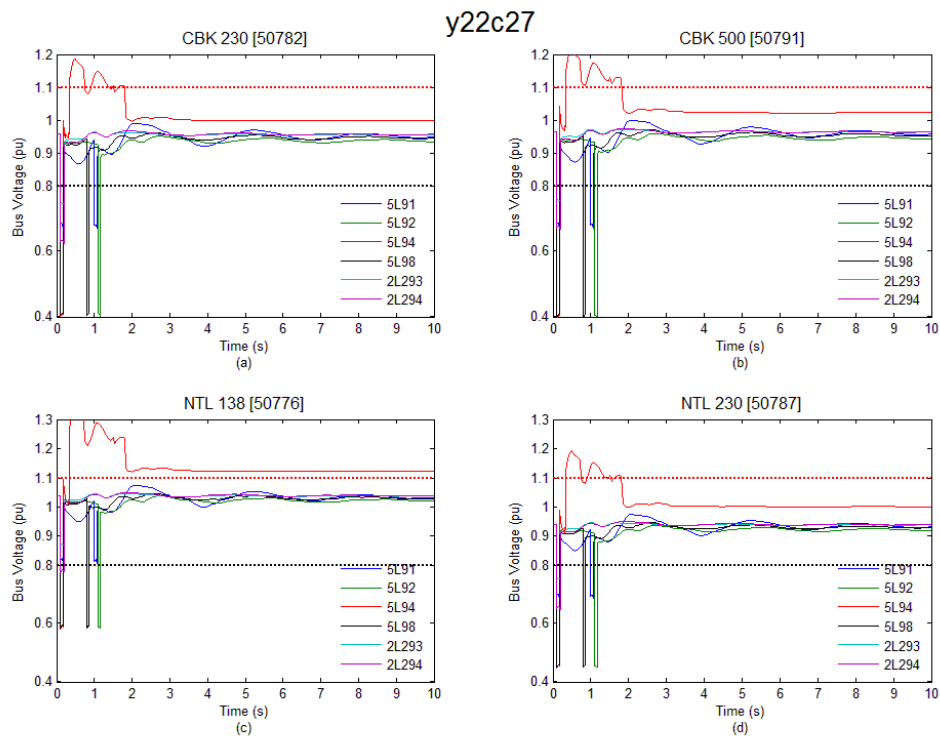 y22c27
CBK 230 [50782]
1.2
1.1
1
0.9
0.8
0.6
0.4
Bus Voltage (pu)
5L91
5L92
5L94
5L98
2L293
2L294
0 1 2 3 4 5 6 7 8 9 10
Time (s)
(a)
CBK 500 [50791]
1.2
1.1
1
0.9
0.8
0.6
0.4
Bus Voltage (pu)
5L91
5L92
5L94
5L98
2L293
2L294
0 1 2 3 4 5 6 7 8 9 10
Time (s)
(b)
NTL 138 [50776]
1.3
1.2
1.1
1
0.9
0.8
0.6
0.4
Bus Voltage (pu)
5L91
5L92
5L94
5L98
2L293
2L294
0 1 2 3 4 5 6 7 8 9 10
Time (s)
(c)
NTL 230 [50787]
1.3
1.2
1.1
1
0.9
0.8
0.6
0.4
Bus Voltage (pu)
5L91
5L92
5L94
5L98
2L293
2L294
0 1 2 3 4 5 6 7 8 9 10
Time (s)
(d)